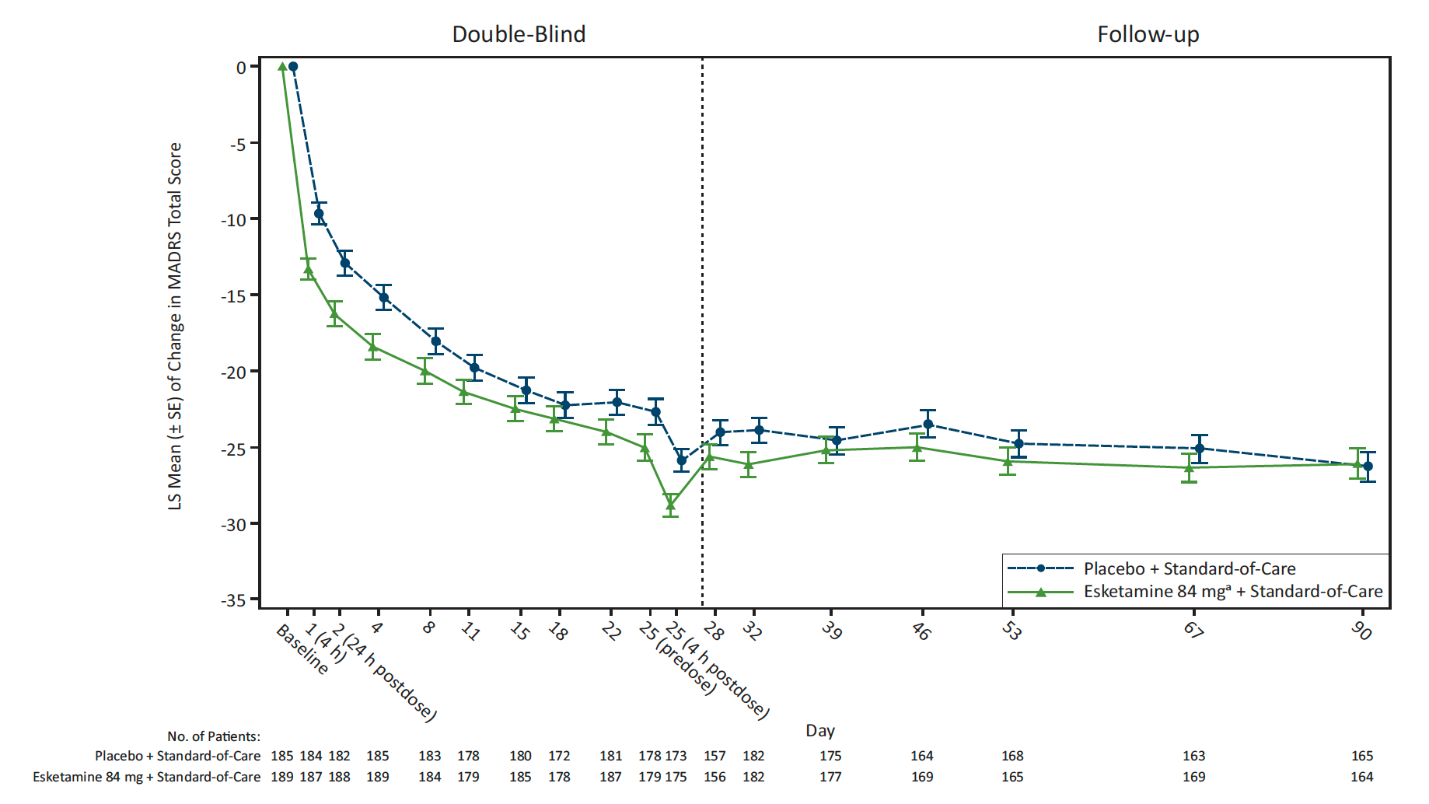 Double-Blind Follow-up
LS Mean (± SE) of Change in MADRS Total Score
0
-5
-10
-15
-20
-25
-30
-35
Placebo + Standard-of-Care
Esketamine 84 mgᵃ + Standard-of-Care
Baseline 1 (4 h) 2 (24 h postdose) 4 8 11 15 18 22 25 (predose) 25 (4 h postdose) 28 32 39 46 53 67 90
Day
No. of Patients:
Placebo + Standard-of-Care 185 184 182 185 183 178 180 172 181 178 173 157 182 175 164 168 163 165
Esketamine 84 mg + Standard-of-Care 189 187 188 189 184 179 185 178 187 179 175 156 182 177 169 165 169 164